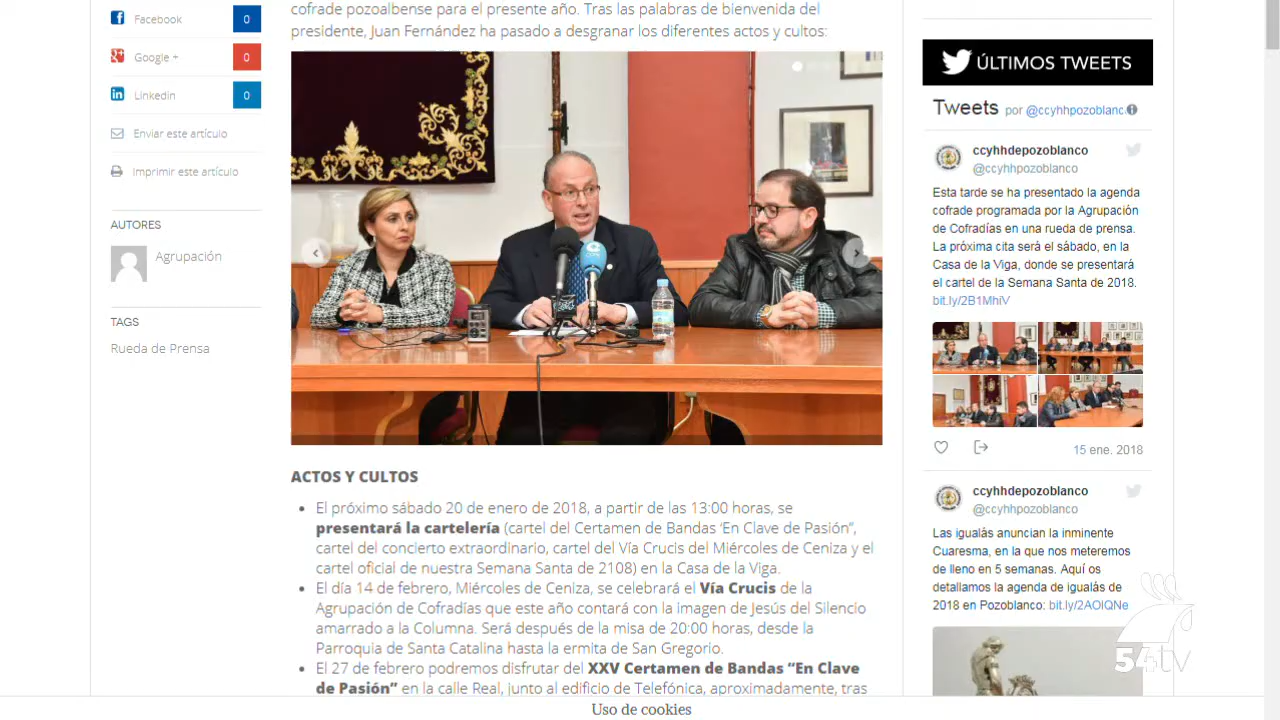 Facebook 0
Google + 0
Linkedin 0
Enviar este artículo
Imprimir este artículo
AUTORES
Agrupación
TAGS
Rueda de Prensa
cofrade pozoalbense para el presente año. Tras las palabras de bienvenida del
presidente, Juan Fernández ha pasado a desgranar los diferentes actos y cultos:
ACTOS Y CULTOS
El próximo sábado 20 de enero de 2018, a partir de las 13:00 horas, se
presentará la cartelería (cartel del Certamen de Bandas ‘En Clave de Pasión”,
cartel del concierto extraordinario, cartel del Vía Crucis del Miércoles de Ceniza y el
cartel oficial de nuestra Semana Santa de 2108) en la Casa de la Viga.
El día 14 de febrero, Miércoles de Ceniza, se celebrará el Vía Crucis de la
Agrupación de Cofradías que este año contará con la imagen de Jesús del Silencio
amarrado a la Columna. Será después de la misa de 20:00 horas, desde la
Parroquia de Santa Catalina hasta la ermita de San Gregorio.
El 27 de febrero podremos disfrutar del XXV Certamen de Bandas “En Clave
de Pasión” en la calle Real, junto al edificio de Telefónica, aproximadamente, tras
ÚLTIMOS TWEETS
Tweets por @ccyhhpozoblanc
ccyhhdepozoblanco
@ccyhhpozoblanco
Esta tarde se ha presentado la agenda
cofrade programada por la Agrupación
de Cofradías en una rueda de prensa.
La próxima cita será el sábado, en la
Casa de la Viga, donde se presentará
el cartel de la Semana Santa de 2018.
bit.ly/2B1MhiV
15 ene. 2018
ccyhhdepozoblanco
@ccyhhpozoblanco
Las igualás anuncian la inminente
Cuaresma, en la que nos meteremos
de lleno en 5 semanas. Aquí os
detallamos la agenda de igualás de
2018 en Pozoblanco: bit.ly/2AOlQNe
54tv
Uso de cookies